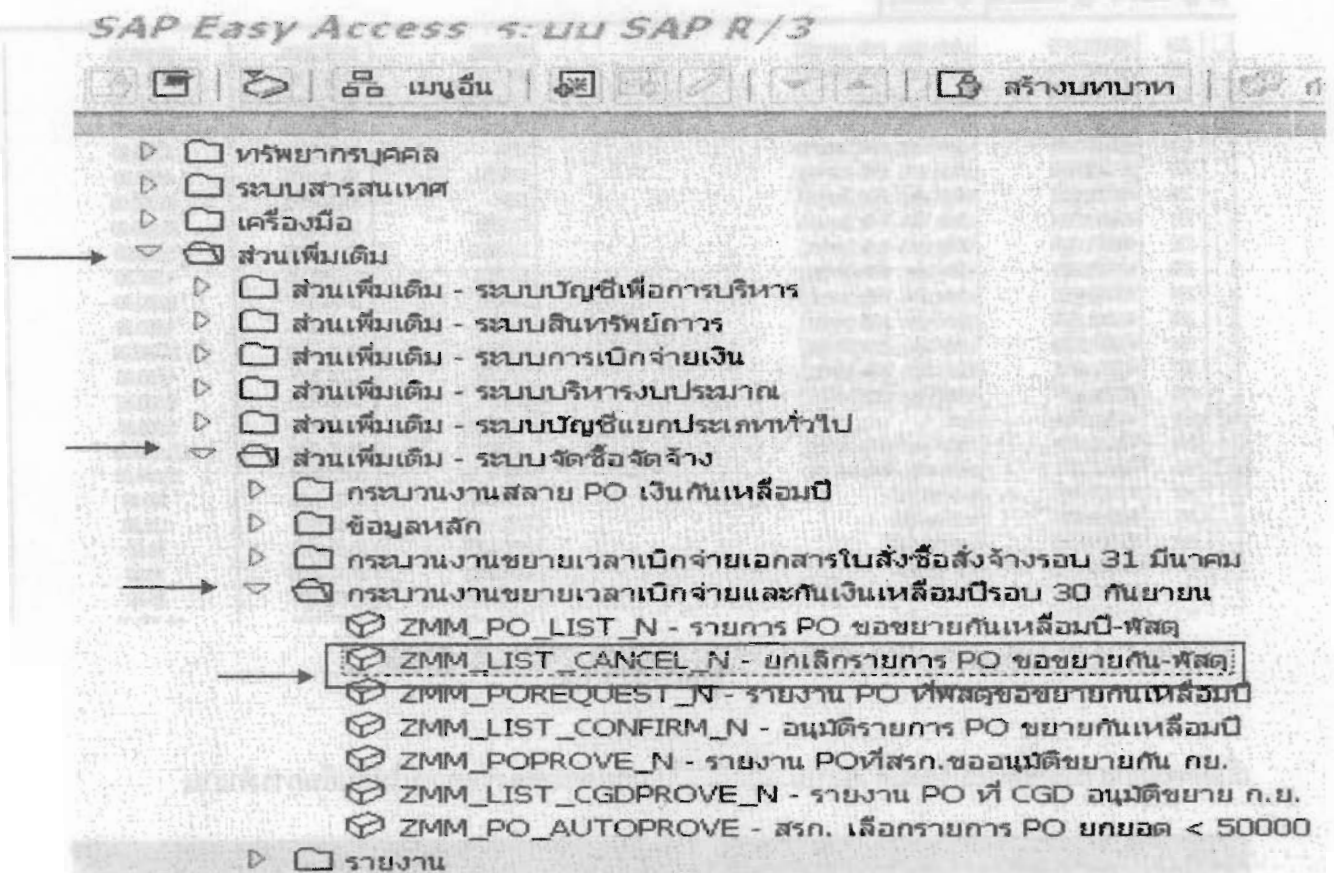 SAP Easy Access ระบบ SAP R/3
เมนูอื่น สร้างบทบาท
ทรัพยากรบุคคล
ระบบสารสนเทศ
เครื่องมือ
ส่วนเพิ่มเติม
ส่วนเพิ่มเติม - ระบบบัญชีเพื่อการบริหาร
ส่วนเพิ่มเติม - ระบบสินทรัพย์ถาวร
ส่วนเพิ่มเติม - ระบบการเบิกจ่ายเงิน
ส่วนเพิ่มเติม - ระบบบริหารงบประมาณ
ส่วนเพิ่มเติม - ระบบบัญชีแยกประเภททั่วไป
ส่วนเพิ่มเติม - ระบบจัดซื้อจัดจ้าง
กระบวนงานสลาย PO เงินกันเหลื่อมปี
ข้อมูลหลัก
กระบวนงานขยายเวลาเบิกจ่ายเอกสารใบสั่งซื้อสั่งจ้างรอบ 31 มีนาคม
กระบวนงานขยายเวลาเบิกจ่ายและกันเงินเหลื่อมปีรอบ 30 กันยายน
ZMM_PO_LIST_N - รายการ PO ขอขยายกันเหลื่อมปี-พัสดุ
ZMM_LIST_CANCEL_N - ยกเลิกรายการ PO ขอขยายกัน-พัสดุ
ZMM_POREQUEST_N - รายงาน PO ที่พัสดุขอขยายกันเหลื่อมปี
ZMM_LIST_CONFIRM_N - อนุมัติรายการ PO ขยายกันเหลื่อมปี
ZMM_POPROVE_N - รายงาน POที่สรก.ขออนุมัติขยายกัน กย.
ZMM_LIST_CGDPROVE_N - รายงาน PO ที่ CGD อนุมัติขยาย ก.ย.
ZMM_PO_AUTOPROVE - สรก. เลือกรายการ PO ยกยอด < 50000
รายงาน